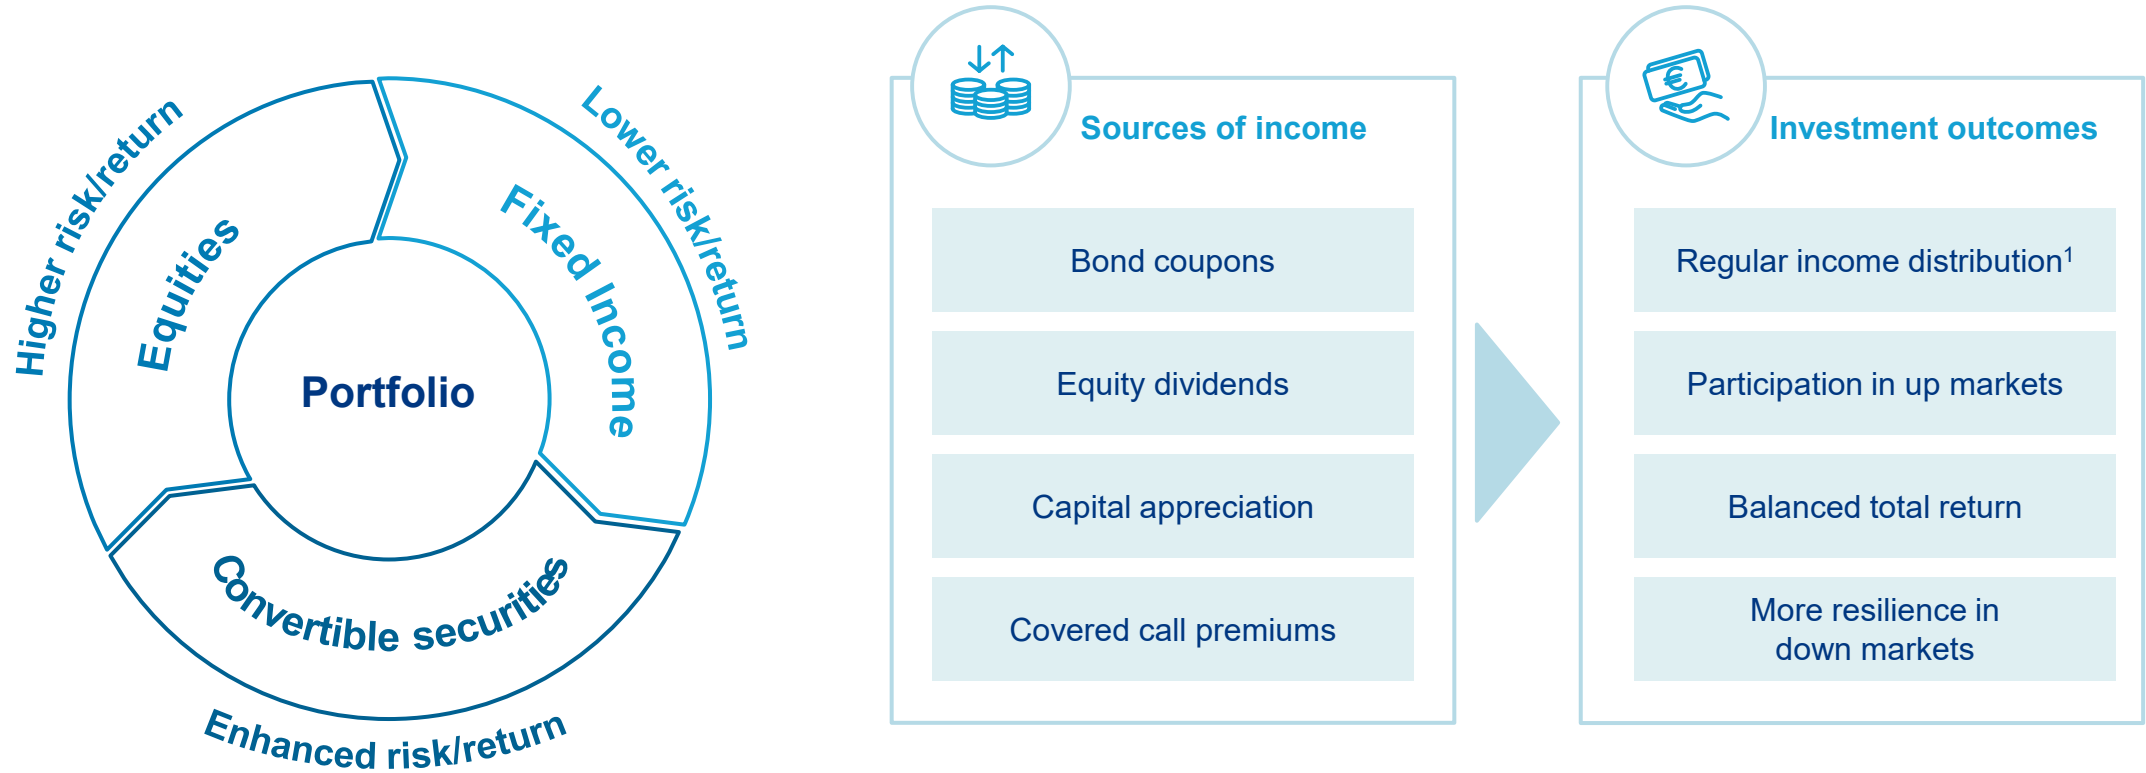 Higher risk/return
Equities
Lower risk/return
Fixed Income
Portfolio
Convertible securities
Enhanced risk/return
Sources of income
Bond coupons
Equity dividends
Capital appreciation
Covered call premiums
€
Investment outcomes
Regular income distribution¹
Participation in up markets
Balanced total return
More resilience in
down markets